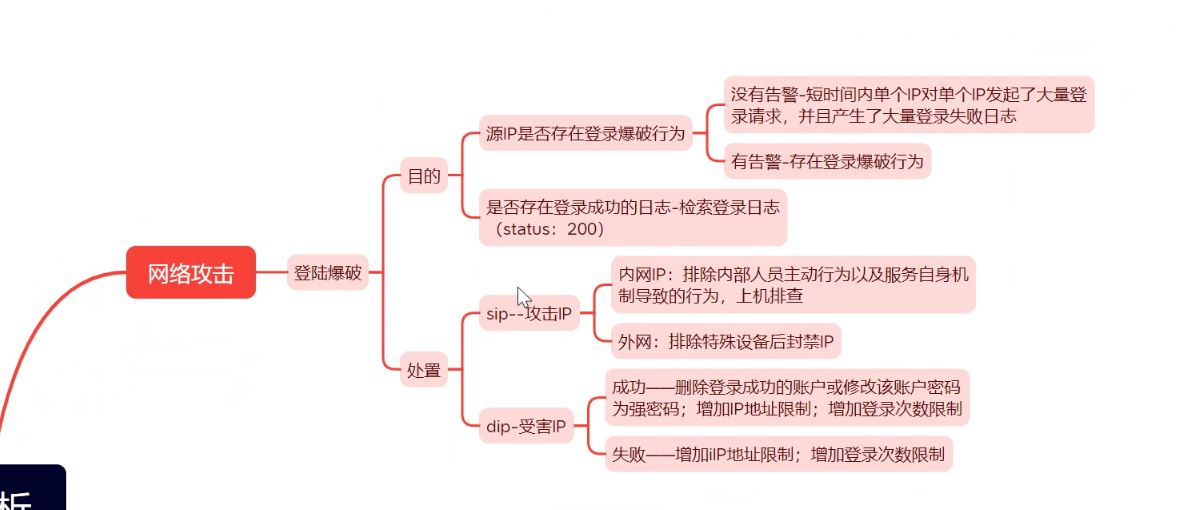 没有告警-短时间内单个IP对单个IP发起了大量登
录请求，并且产生了大量登录失败日志
源IP是否存在登录爆破行为
有告警-存在登录爆破行为
目的
是否存在登录成功的日志-检索登录日志
（status：200）
网络攻击
登陆爆破
内网IP：排除内部人员主动行为以及服务自身机
制导致的行为，上机排查
sip--攻击IP
外网：排除特殊设备后封禁IP
处置
成功——删除登录成功的账户或修改该账户密码
为强密码；增加IP地址限制；增加登录次数限制
dip-受害IP
失败——增加iIP地址限制；增加登录次数限制
析